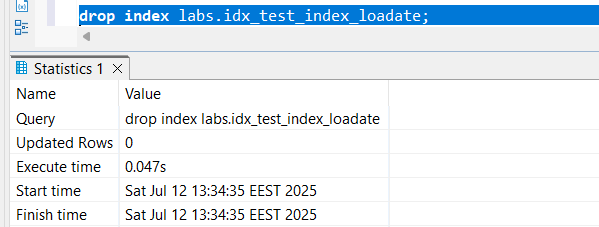 drop index labs.idx_test_index_loadate;
Statistics 1
Name Value
Query drop index labs.idx_test_index_loadate
Updated Rows 0
Execute time 0.047s
Start time Sat Jul 12 13:34:35 EEST 2025
Finish time Sat Jul 12 13:34:35 EEST 2025